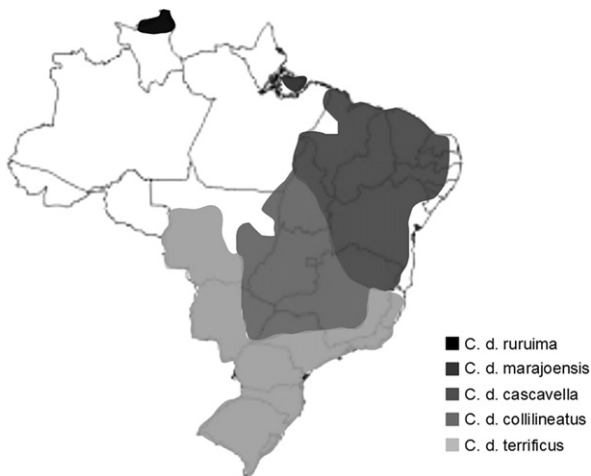 C. d. ruruima
C. d. marajoensis
C. d. cascavella
C. d. collilineatus
C. d. terrificus